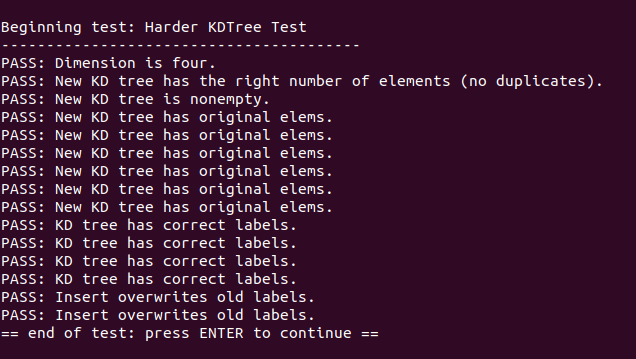 Beginning test: Harder KDTree Test
----------------------------------------
PASS: Dimension is four.
PASS: New KD tree has the right number of elements (no duplicates).
PASS: New KD tree is nonempty.
PASS: New KD tree has original elems.
PASS: New KD tree has original elems.
PASS: New KD tree has original elems.
PASS: New KD tree has original elems.
PASS: New KD tree has original elems.
PASS: New KD tree has original elems.
PASS: KD tree has correct labels.
PASS: KD tree has correct labels.
PASS: KD tree has correct labels.
PASS: KD tree has correct labels.
PASS: Insert overwrites old labels.
PASS: Insert overwrites old labels.
== end of test: press ENTER to continue ==